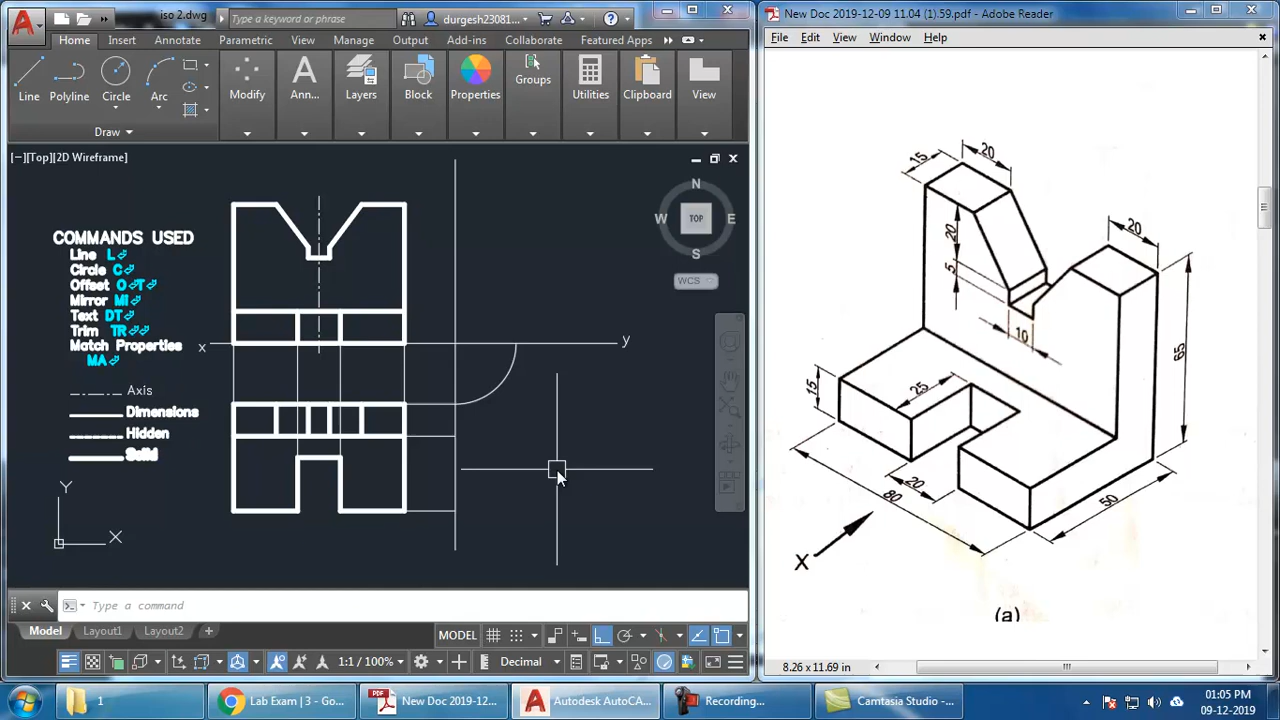 iso 2.dwg
Type a keyword or phrase
durgesh23081...
New Doc 2019-12-09 11.04 (1).59.pdf - Adobe Reader
File Edit View Window Help
Home Insert Annotate Parametric View Manage Output Add-ins Collaborate Featured Apps
Line Polyline Circle Arc
Modify Ann... Layers Block Properties Groups Utilities Clipboard View
Draw
[−][Top][2D Wireframe]
N
W TOP E
S
WCS
COMMANDS USED
Line L
Circle C
Offset O T
Mirror MI
Text DT
Trim TR
Match Properties
MA
x
y
Axis
Dimensions
Hidden
Solid
Y
X
15
20
20
20
5
10
65
15
25
20
80
50
X
(a)
Type a command
Model Layout1 Layout2 +
MODEL
1:1 / 100%
Decimal
8.26 x 11.69 in
1
Lab Exam | 3 - Go...
New Doc 2019-12-...
Autodesk AutoCA...
Recording...
Camtasia Studio -...
01:05 PM
09-12-2019